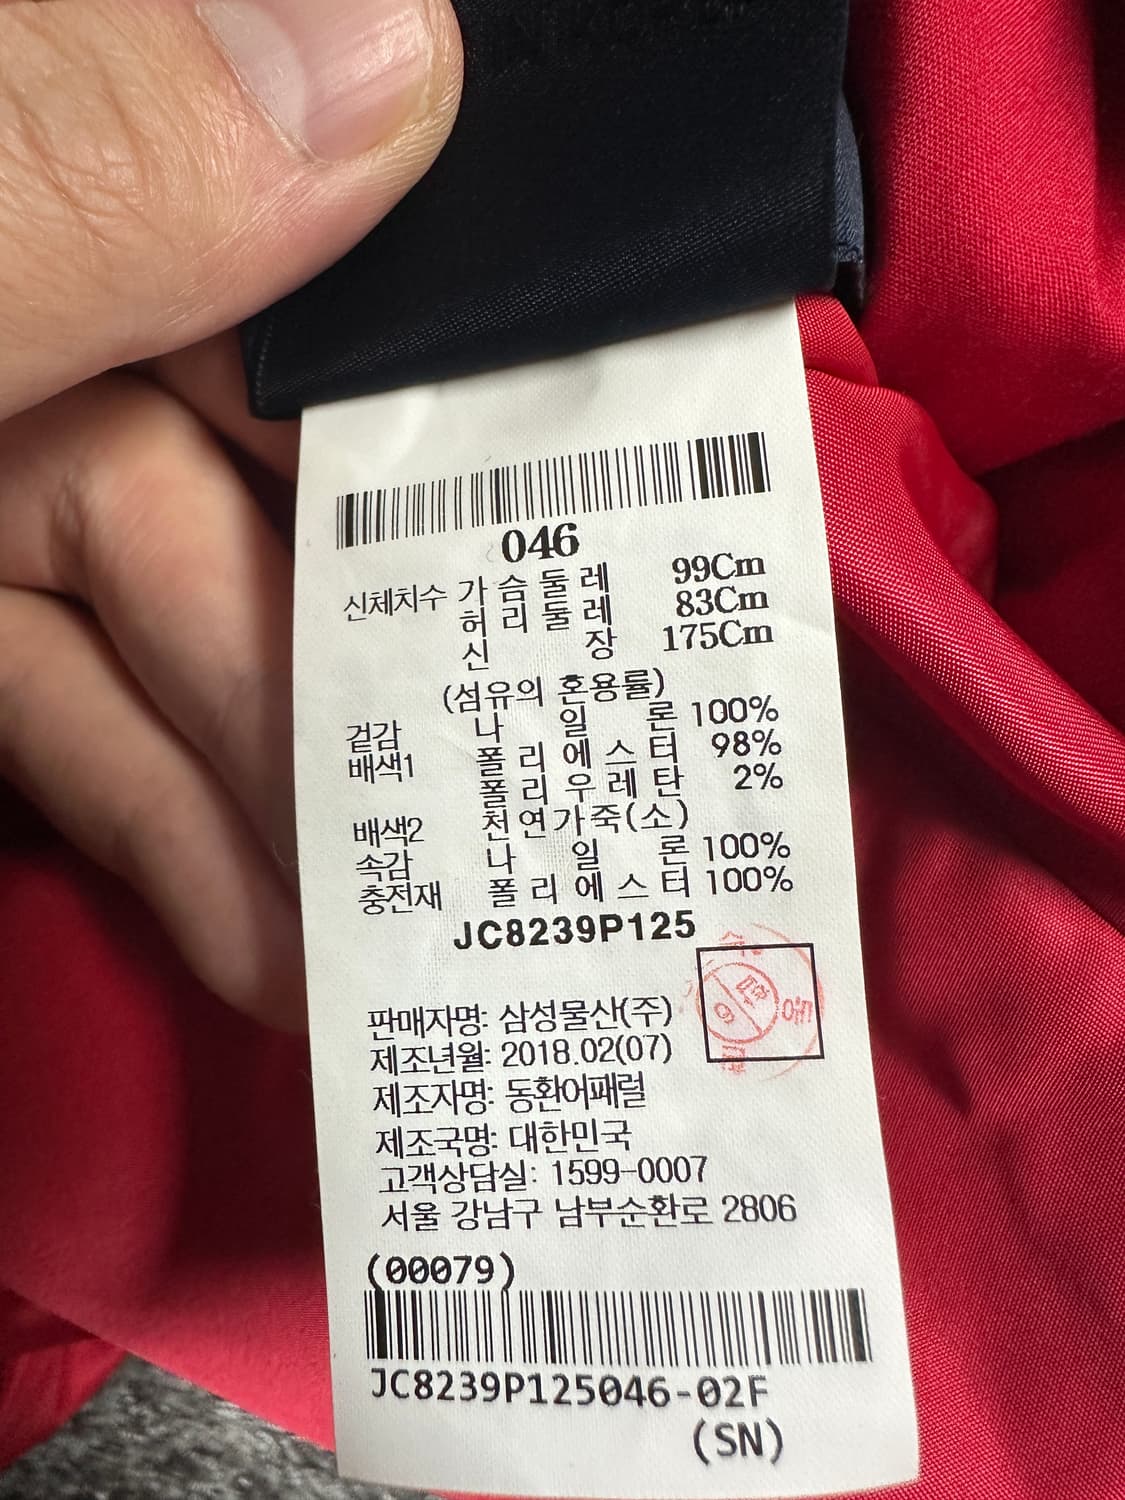 046
신체치수 가슴둘레 99Cm
허리둘레 83Cm
신장 175Cm
(섬유의 혼용률)
겉감 나일론 100%
배색1 폴리에스터 98%
폴리우레탄 2%
배색2 천연가죽(소)
속감 나일론 100%
충전재 폴리에스터 100%
JC8239P125
판매자명: 삼성물산(주)
제조년월: 2018.02(07)
제조자명: 동환어패럴
제조국명: 대한민국
고객상담실: 1599-0007
서울 강남구 남부순환로 2806
(00079)
JC8239P125046-02F
(SN)